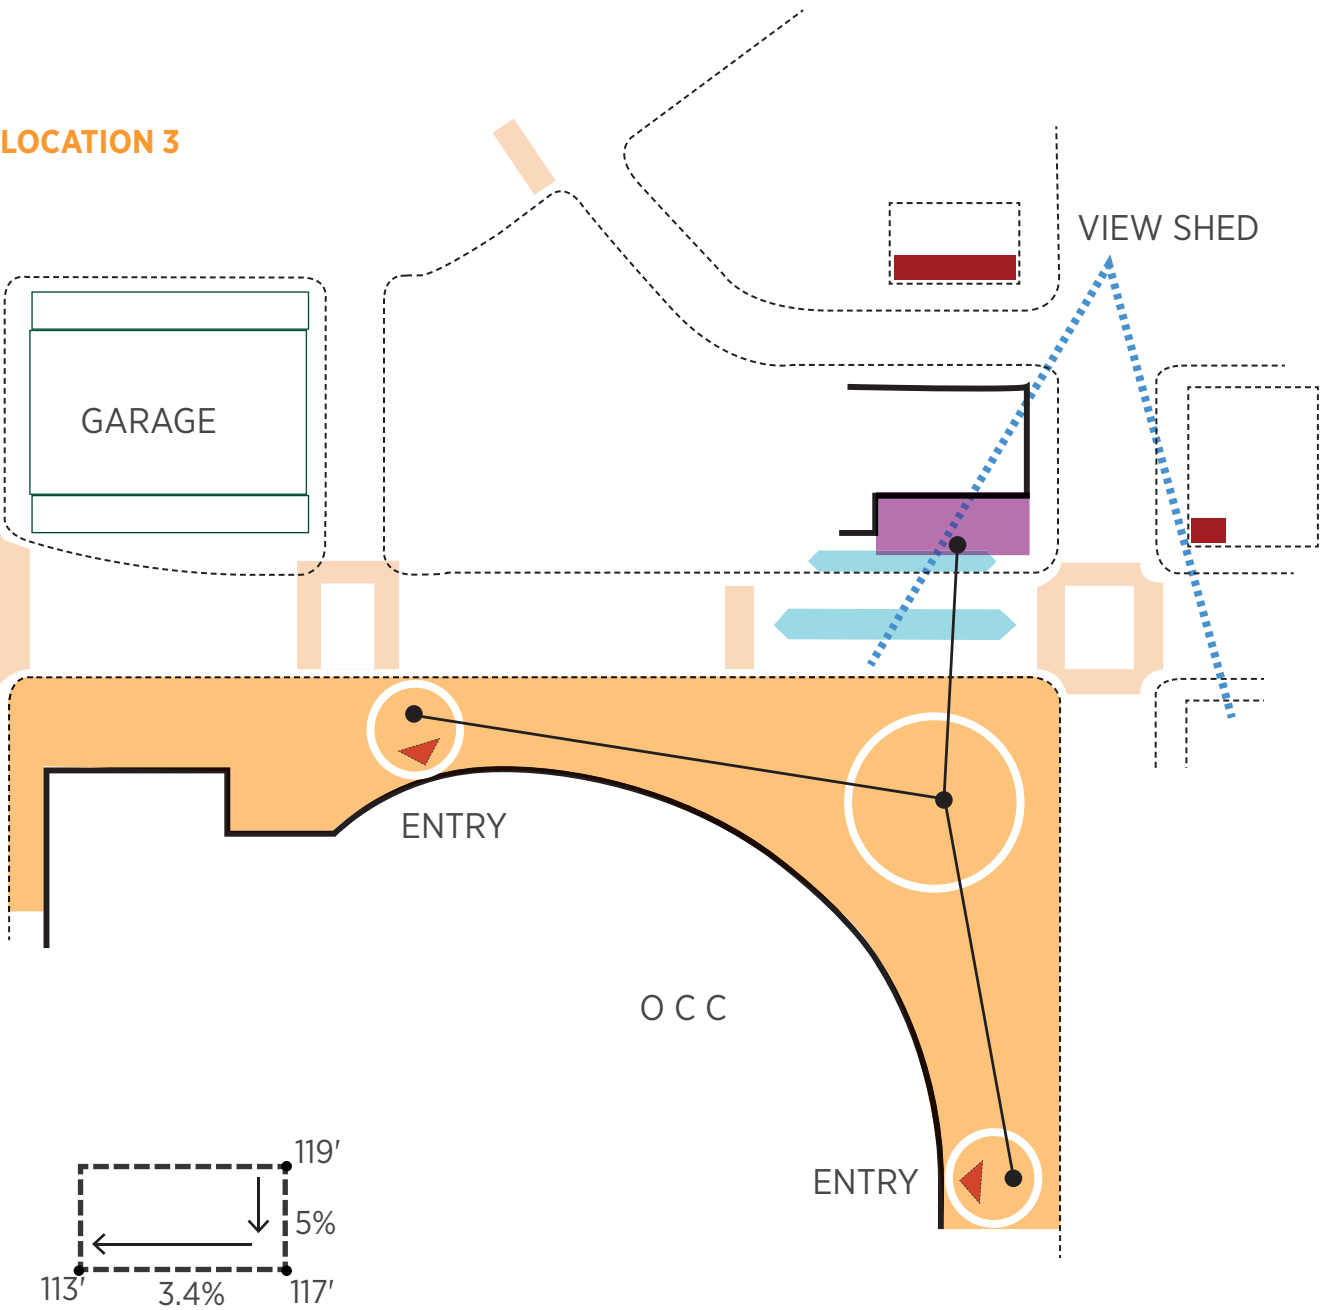 LOCATION 3
VIEW SHED
GARAGE
ENTRY
O C C
ENTRY
119'
5%
113'
3.4%
117'